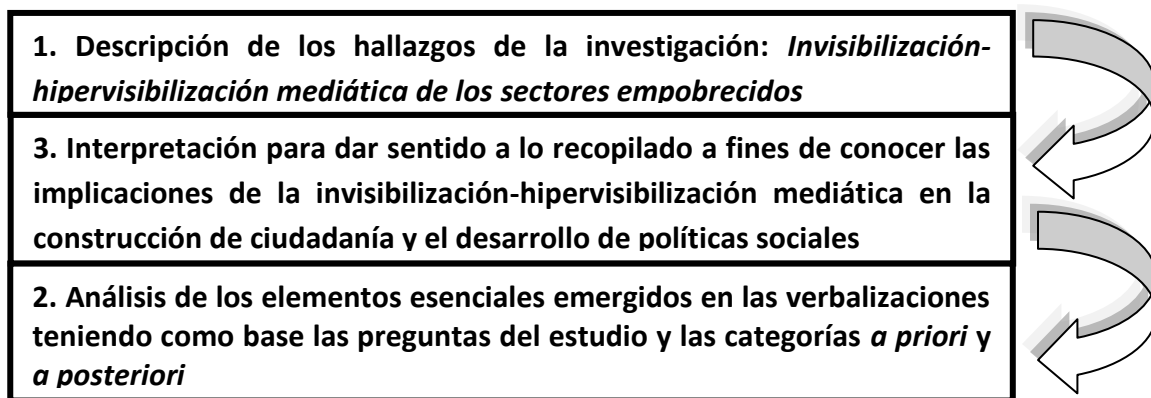 1. Descripción de los hallazgos de la investigación: Invisibilización-
hipervisibilización mediática de los sectores empobrecidos
3. Interpretación para dar sentido a lo recopilado a fines de conocer las
implicaciones de la invisibilización-hipervisibilización mediática en la
construcción de ciudadanía y el desarrollo de políticas sociales
2. Análisis de los elementos esenciales emergidos en las verbalizaciones
teniendo como base las preguntas del estudio y las categorías a priori y
a posteriori